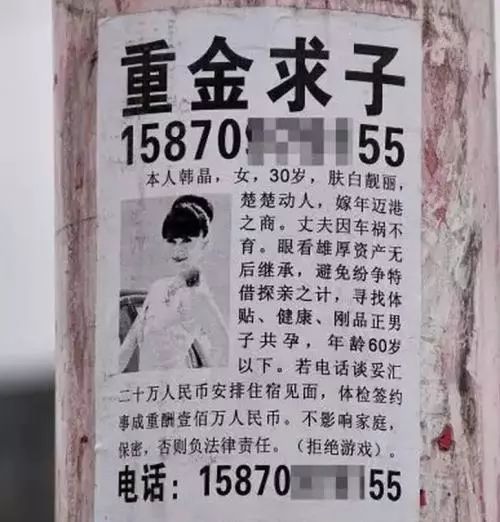 重金求子
15870 55
本人韩晶，女，30岁，肤白靓丽，
楚楚动人，嫁年迈港
之商。丈夫因车祸不
育。眼看雄厚资产无
后继承，避免纷争特
借探亲之计，寻找体
贴、健康、刚品正男
子共孕，年龄60岁
以下。若电话谈妥汇
二十万人民币安排住宿见面，体检签约
事成重酬壹佰万人民币。不影响家庭，
保密，否则负法律责任。（拒绝游戏）。
电话：15870 55